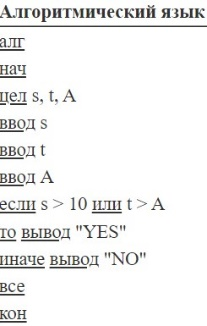 Алгоритмический язык
алг
нач
цел s, t, A
ввод s
ввод t
ввод A
если s > 10 или t > A
то вывод "YES"
иначе вывод "NO"
все
кон